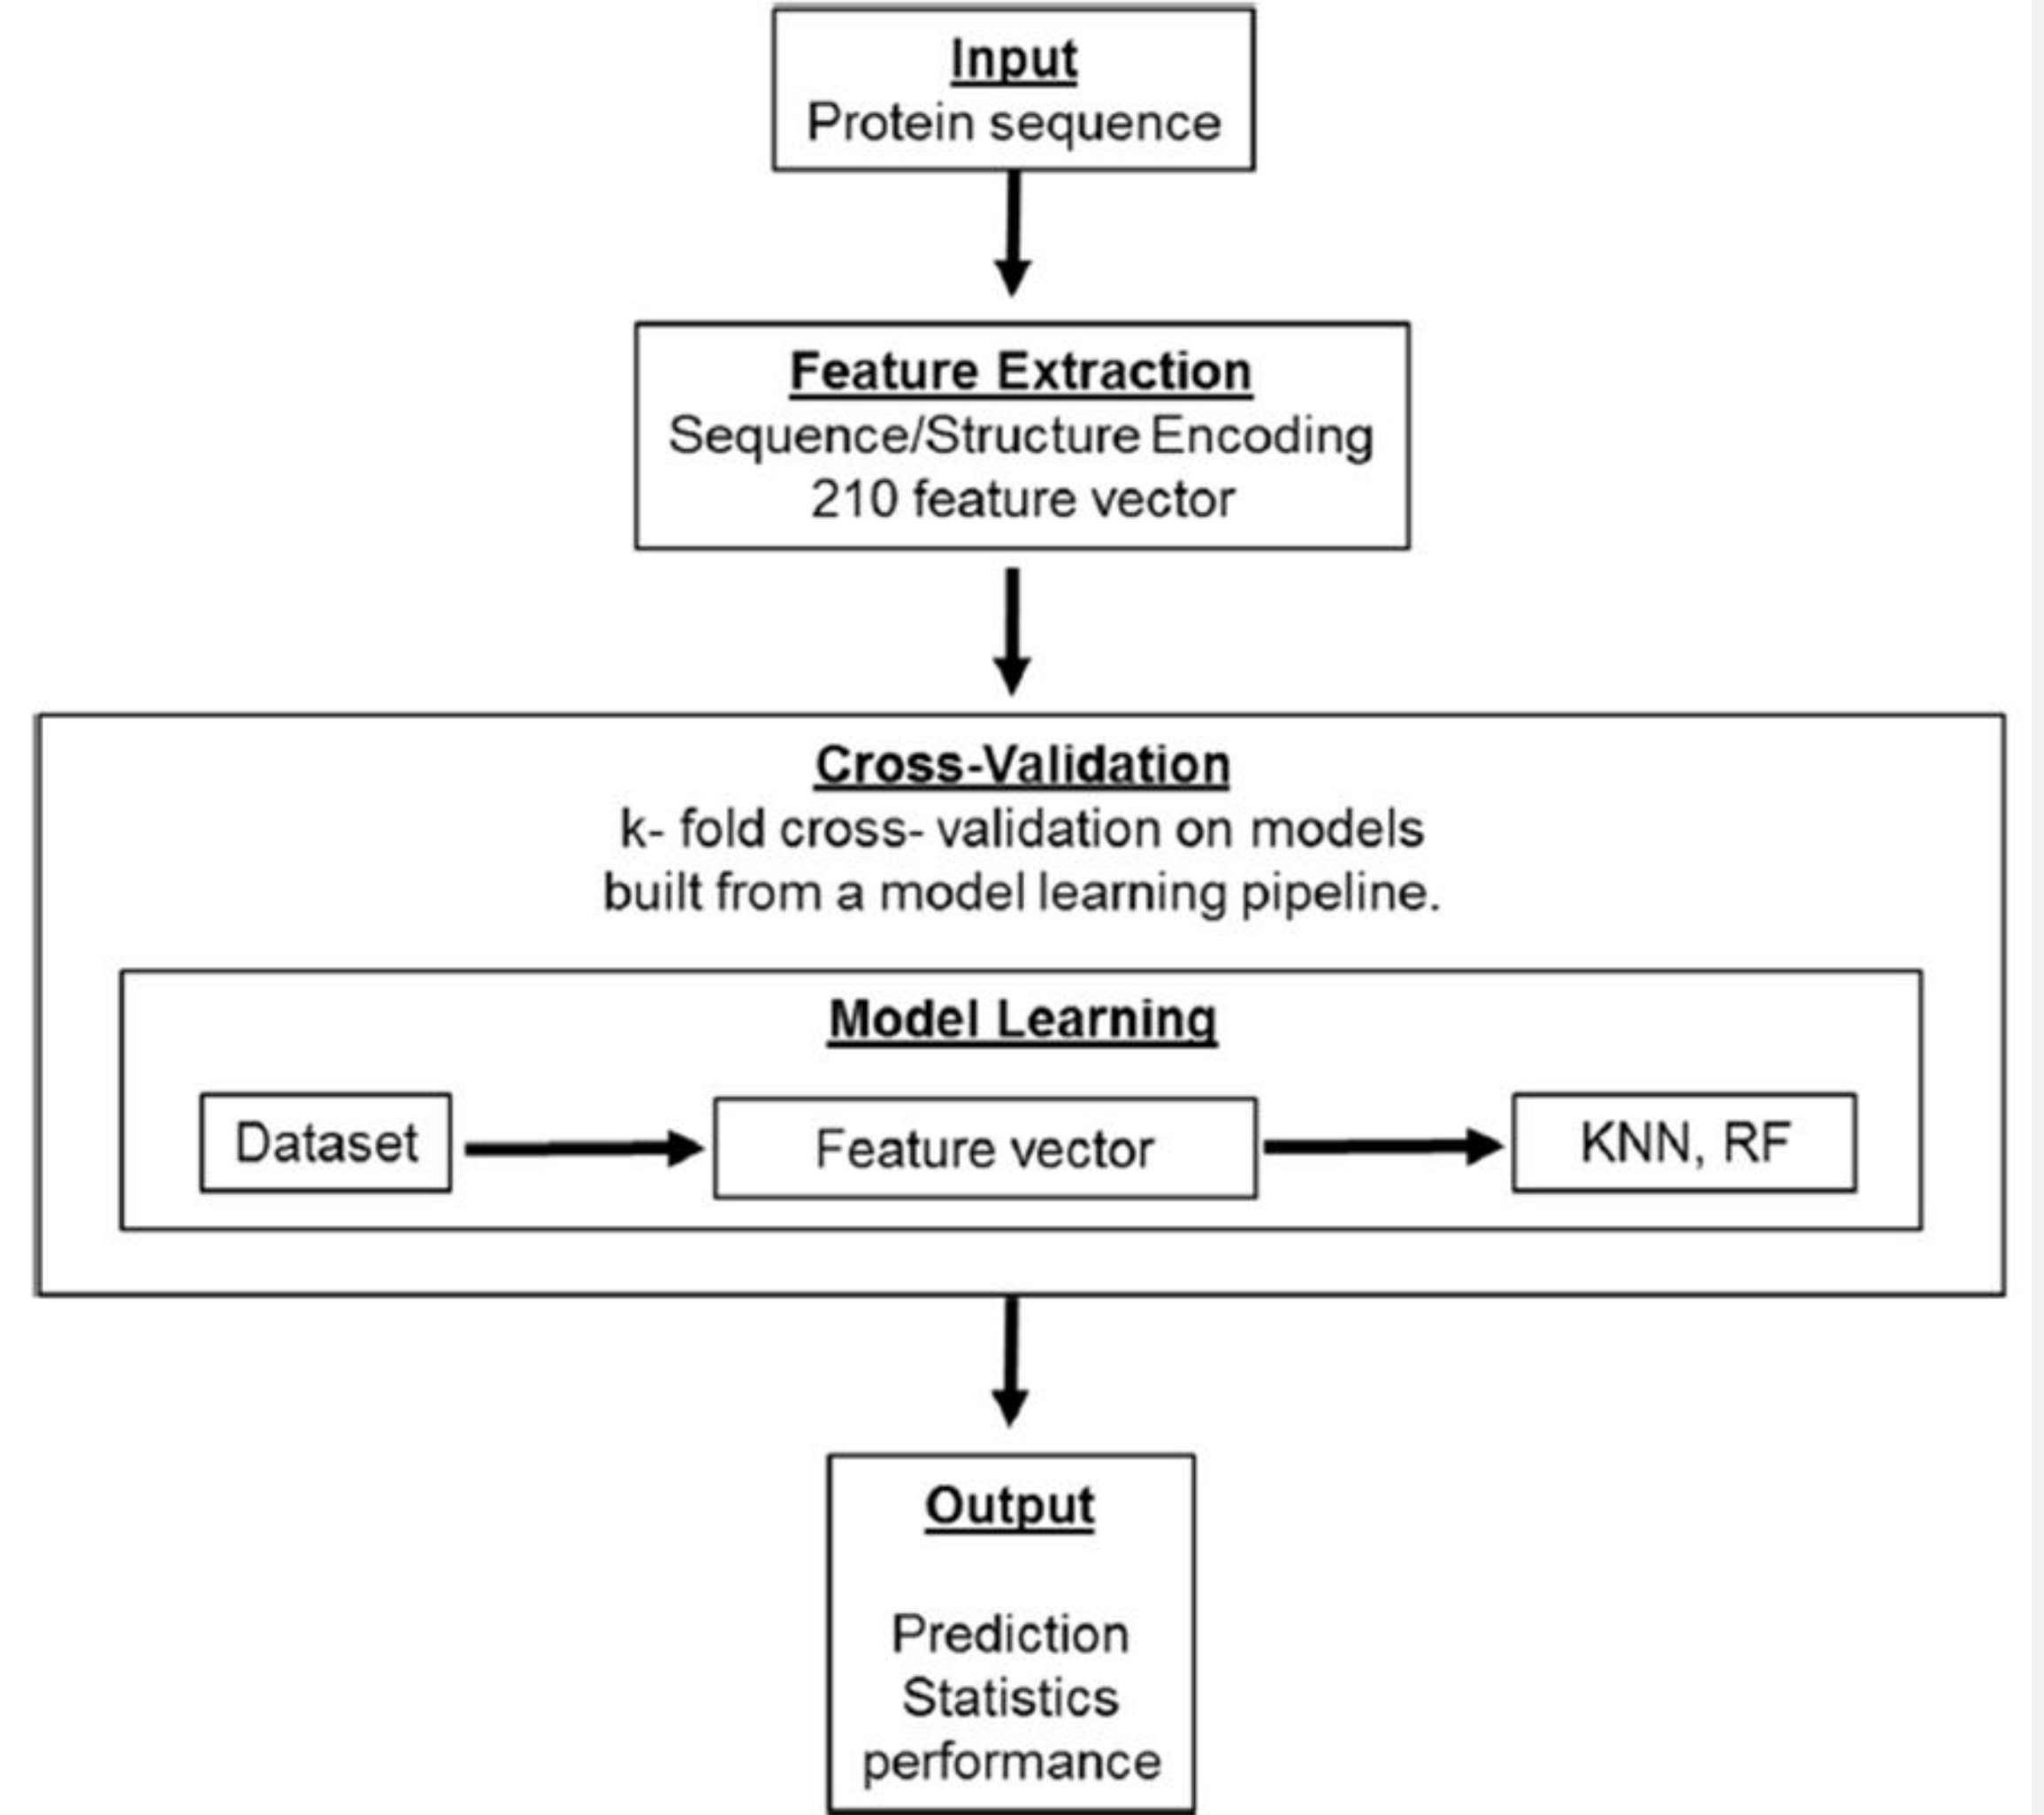 Input
Protein sequence
Feature Extraction
Sequence/Structure Encoding
210 feature vector
Cross-Validation
k- fold cross- validation on models
built from a model learning pipeline.
Model Learning
Dataset
Feature vector
KNN, RF
Output
Prediction
Statistics
performance